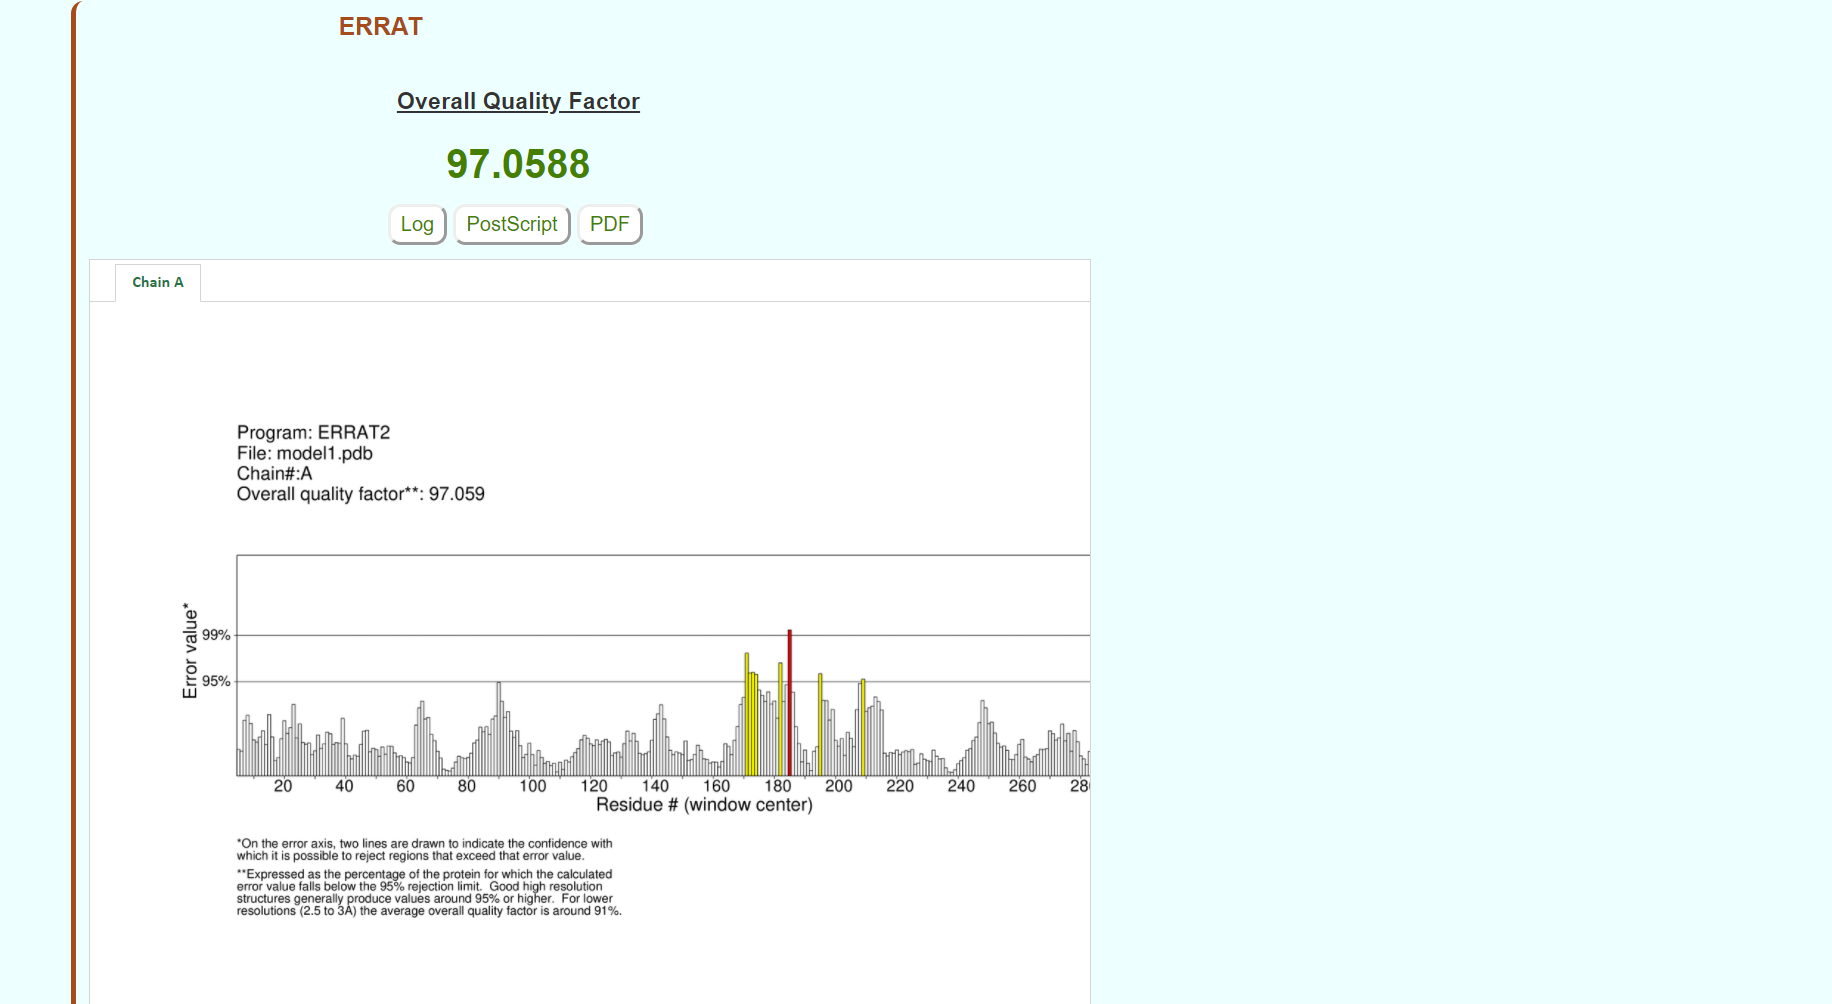 ERRAT
Overall Quality Factor
97.0588
Log PostScript PDF
Chain A
Program: ERRAT2
File: model1.pdb
Chain#:A
Overall quality factor**: 97.059
Error value*
99%
95%
20 40 60 80 100 120 140 160 180 200 220 240 260 28
Residue # (window center)
*On the error axis, two lines are drawn to indicate the confidence with
which it is possible to reject regions that exceed that error value.
**Expressed as the percentage of the protein for which the calculated
error value falls below the 95% rejection limit.  Good high resolution
structures generally produce values around 95% or higher.  For lower
resolutions (2.5 to 3A) the average overall quality factor is around 91%.